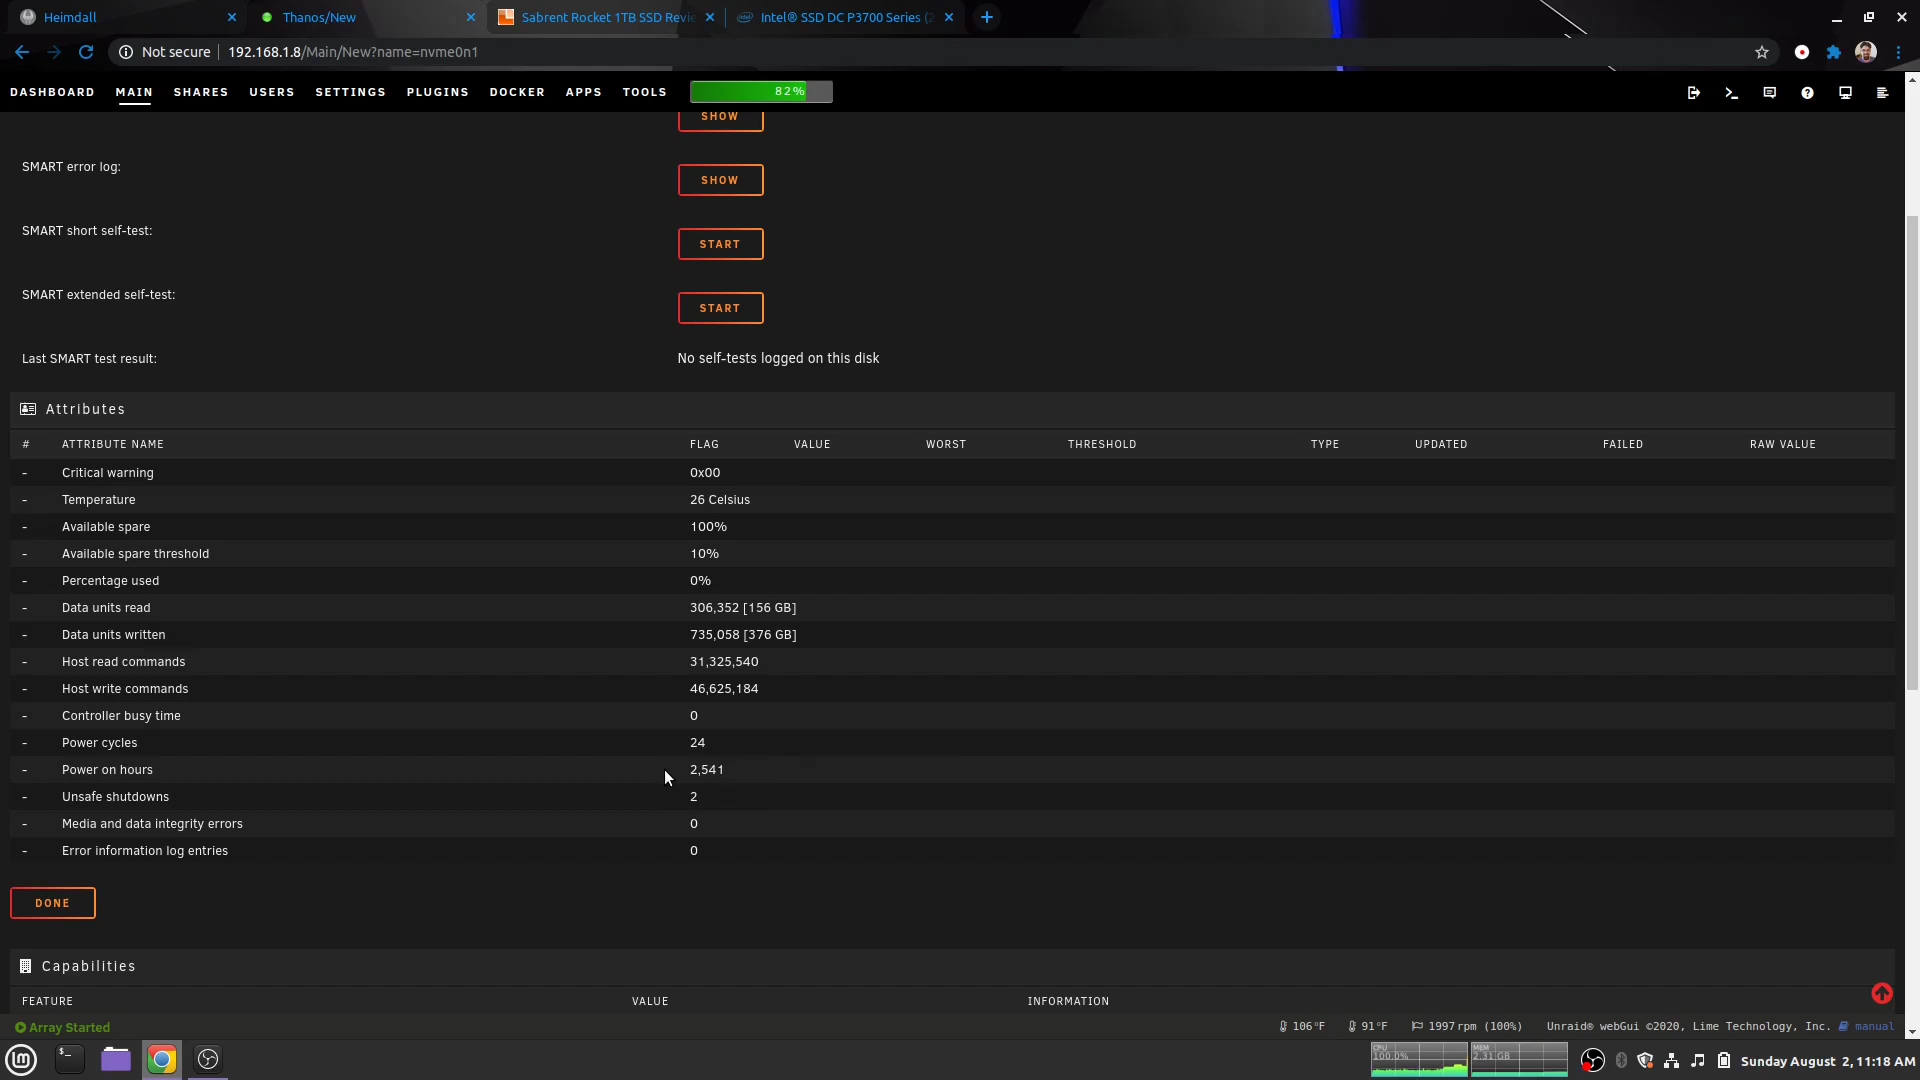 Heimdall
Thanos/New
Sabrent Rocket 1TB SSD Revie
Intel® SSD DC P3700 Series (2
Not secure 192.168.1.8/Main/New?name=nvme0n1
DASHBOARD MAIN SHARES USERS SETTINGS PLUGINS DOCKER APPS TOOLS 82%
SHOW
SMART error log: SHOW
SMART short self-test: START
SMART extended self-test: START
Last SMART test result: No self-tests logged on this disk
Attributes
# ATTRIBUTE NAME FLAG VALUE WORST THRESHOLD TYPE UPDATED FAILED RAW VALUE
- Critical warning 0x00
- Temperature 26 Celsius
- Available spare 100%
- Available spare threshold 10%
- Percentage used 0%
- Data units read 306,352 [156 GB]
- Data units written 735,058 [376 GB]
- Host read commands 31,325,540
- Host write commands 46,625,184
- Controller busy time 0
- Power cycles 24
- Power on hours 2,541
- Unsafe shutdowns 2
- Media and data integrity errors 0
- Error information log entries 0
DONE
Capabilities
FEATURE VALUE INFORMATION
Array Started 106 °F 91 °F 1997 rpm (100%) Unraid® webGui ©2020, Lime Technology, Inc. manual
CPU
100.0%
MEM
2.31 GB
Sunday August 2, 11:18 AM